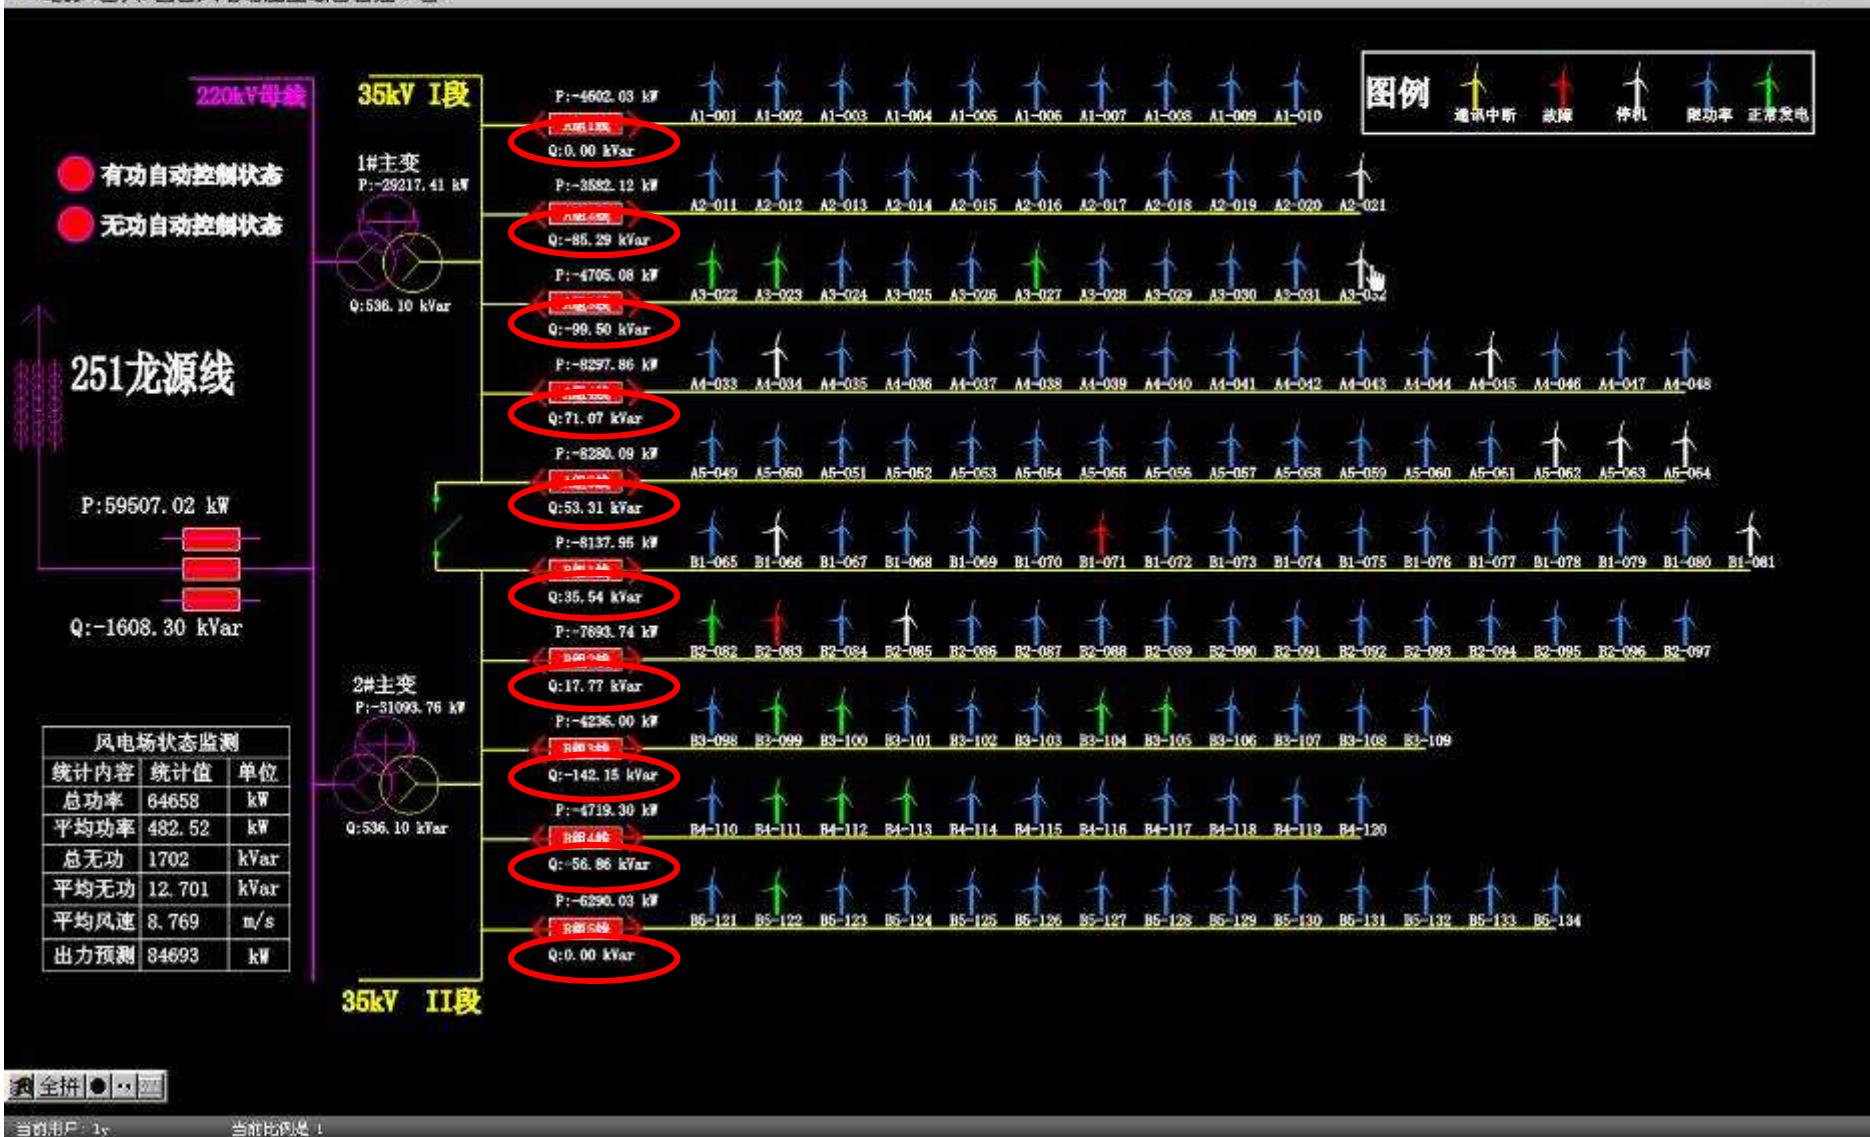 220kV母线
35kV I段
有功自动控制状态
无功自动控制状态
1#主变
P:-29217.41 kW
Q:536.10 kVar
251龙源线
P:59507.02 kW
Q:-1608.30 kVar
2#主变
P:-31093.76 kW
Q:536.10 kVar
35kV II段
风电场状态监测
统计内容 统计值 单位
总功率 64658 kW
平均功率 482.52 kW
总无功 1702 kVar
平均无功 12.701 kVar
平均风速 8.769 m/s
出力预测 84693 kW
图例
通讯中断 故障 停机 限功率 正常发电
P:-4602.03 kW
A1-001 A1-002 A1-003 A1-004 A1-005 A1-006 A1-007 A1-008 A1-009 A1-010
Q:0.00 kVar
P:-3582.12 kW
A2-011 A2-012 A2-013 A2-014 A2-015 A2-016 A2-017 A2-018 A2-019 A2-020 A2-021
Q:-85.29 kVar
P:-4705.08 kW
A3-022 A3-023 A3-024 A3-025 A3-026 A3-027 A3-028 A3-029 A3-030 A3-031 A3-032
Q:-99.50 kVar
P:-8297.86 kW
A4-033 A4-034 A4-035 A4-036 A4-037 A4-038 A4-039 A4-040 A4-041 A4-042 A4-043 A4-044 A4-045 A4-046 A4-047 A4-048
Q:71.07 kVar
P:-8280.09 kW
A5-049 A5-050 A5-051 A5-052 A5-053 A5-054 A5-055 A5-056 A5-057 A5-058 A5-059 A5-060 A5-061 A5-062 A5-063 A5-064
Q:53.31 kVar
P:-8137.95 kW
B1-065 B1-066 B1-067 B1-068 B1-069 B1-070 B1-071 B1-072 B1-073 B1-074 B1-075 B1-076 B1-077 B1-078 B1-079 B1-080 B1-081
Q:35.54 kVar
P:-7693.74 kW
B2-082 B2-083 B2-084 B2-085 B2-086 B2-087 B2-088 B2-089 B2-090 B2-091 B2-092 B2-093 B2-094 B2-095 B2-096 B2-097
Q:17.77 kVar
P:-4236.00 kW
B3-098 B3-099 B3-100 B3-101 B3-102 B3-103 B3-104 B3-105 B3-106 B3-107 B3-108 B3-109
Q:-142.15 kVar
P:-4719.30 kW
B4-110 B4-111 B4-112 B4-113 B4-114 B4-115 B4-116 B4-117 B4-118 B4-119 B4-120
Q:-56.86 kVar
P:-6290.03 kW
B5-121 B5-122 B5-123 B5-124 B5-125 B5-126 B5-127 B5-128 B5-129 B5-130 B5-131 B5-132 B5-133 B5-134
Q:0.00 kVar
全拼
当前用户: ly 当前比例是 1